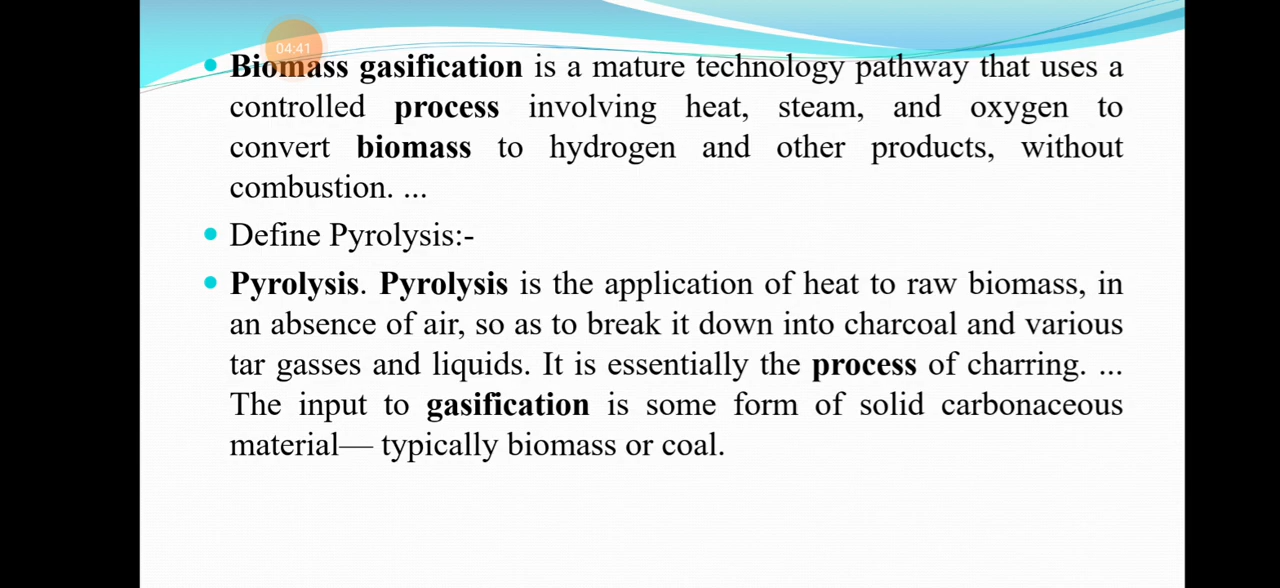 04:41
Biomass gasification is a mature technology pathway that uses a
controlled process involving heat, steam, and oxygen to
convert biomass to hydrogen and other products, without
combustion. ...
Define Pyrolysis:-
Pyrolysis. Pyrolysis is the application of heat to raw biomass, in
an absence of air, so as to break it down into charcoal and various
tar gasses and liquids. It is essentially the process of charring. ...
The input to gasification is some form of solid carbonaceous
material— typically biomass or coal.